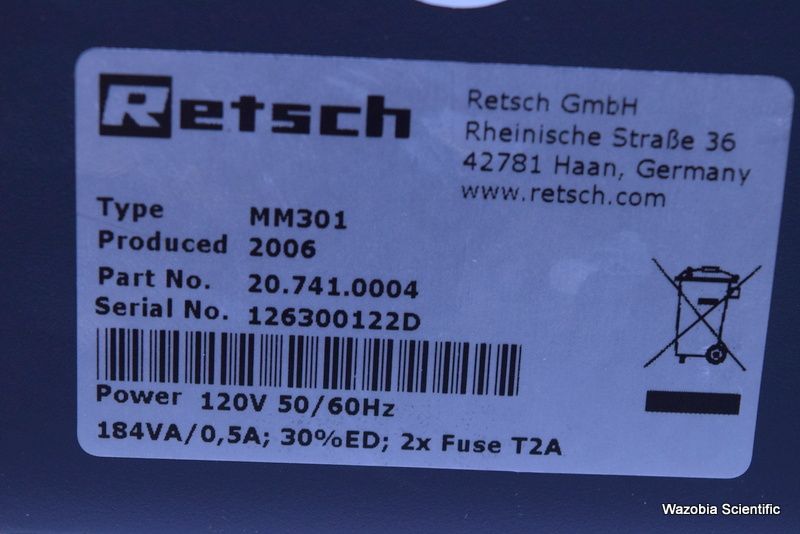 Retsch
Retsch GmbH
Rheinische Straße 36
42781 Haan, Germany
www.retsch.com
Type MM301
Produced 2006
Part No. 20.741.0004
Serial No. 126300122D
Power 120V 50/60Hz
184VA/0,5A; 30%ED; 2x Fuse T2A
Wazobia Scientific